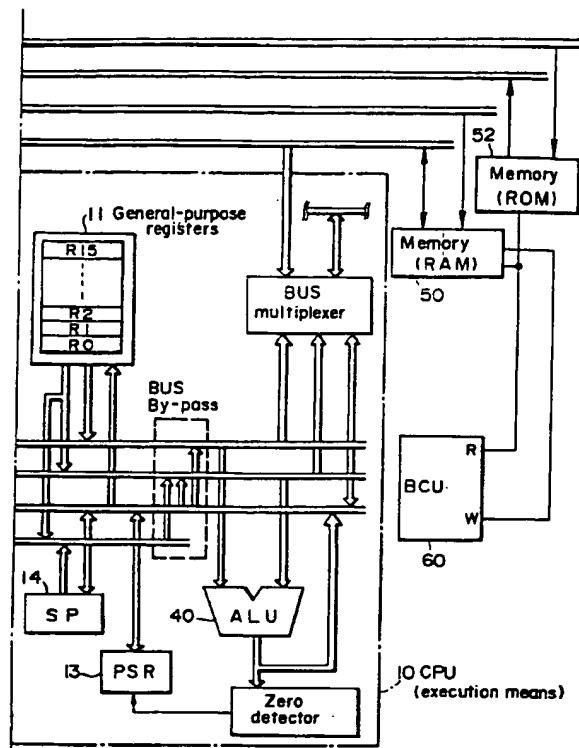 52
Memory
(ROM)
11 General-purpose
registers
R15
R2
R1
R0
Memory
(RAM)
50
BUS
multiplexer
BUS
By-pass
R
BCU
W
60
14
SP
40
ALU
13
PSR
10 CPU
(execution means)
Zero
detector